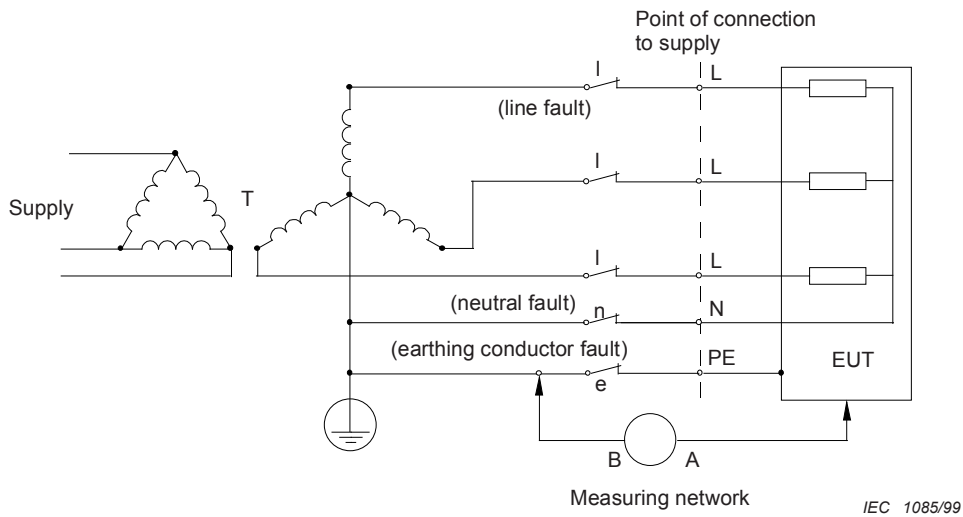 Point of connection
to supply
l
L
(line fault)
l
L
T
Supply
l
L
(neutral fault)
n
N
(earthing conductor fault)
PE
EUT
e
B
A
Measuring network
IEC 1085/99